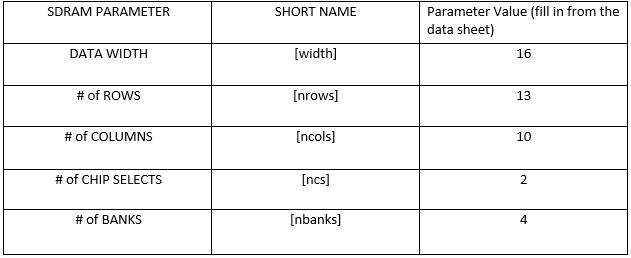 SDRAM PARAMETER SHORT NAME Parameter Value (fill in from the
data sheet)
DATA WIDTH [width] 16
# of ROWS [nrows] 13
# of COLUMNS [ncols] 10
# of CHIP SELECTS [ncs] 2
# of BANKS [nbanks] 4